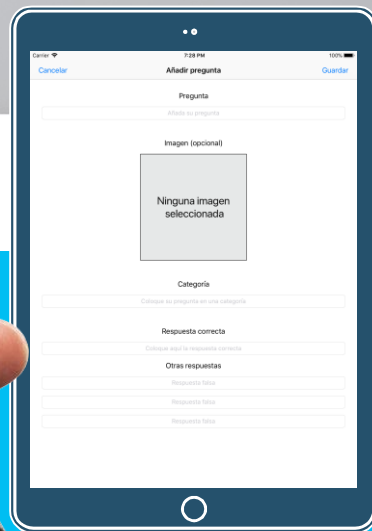 Carrier 7:28 PM 100%
Cancelar Añadir pregunta Guardar
Pregunta
Añada su pregunta
Imagen (opcional)
Ninguna imagen
seleccionada
Categoría
Coloque su pregunta en una categoría
Respuesta correcta
Coloque aquí la respuesta correcta
Otras respuestas
Respuesta falsa
Respuesta falsa
Respuesta falsa